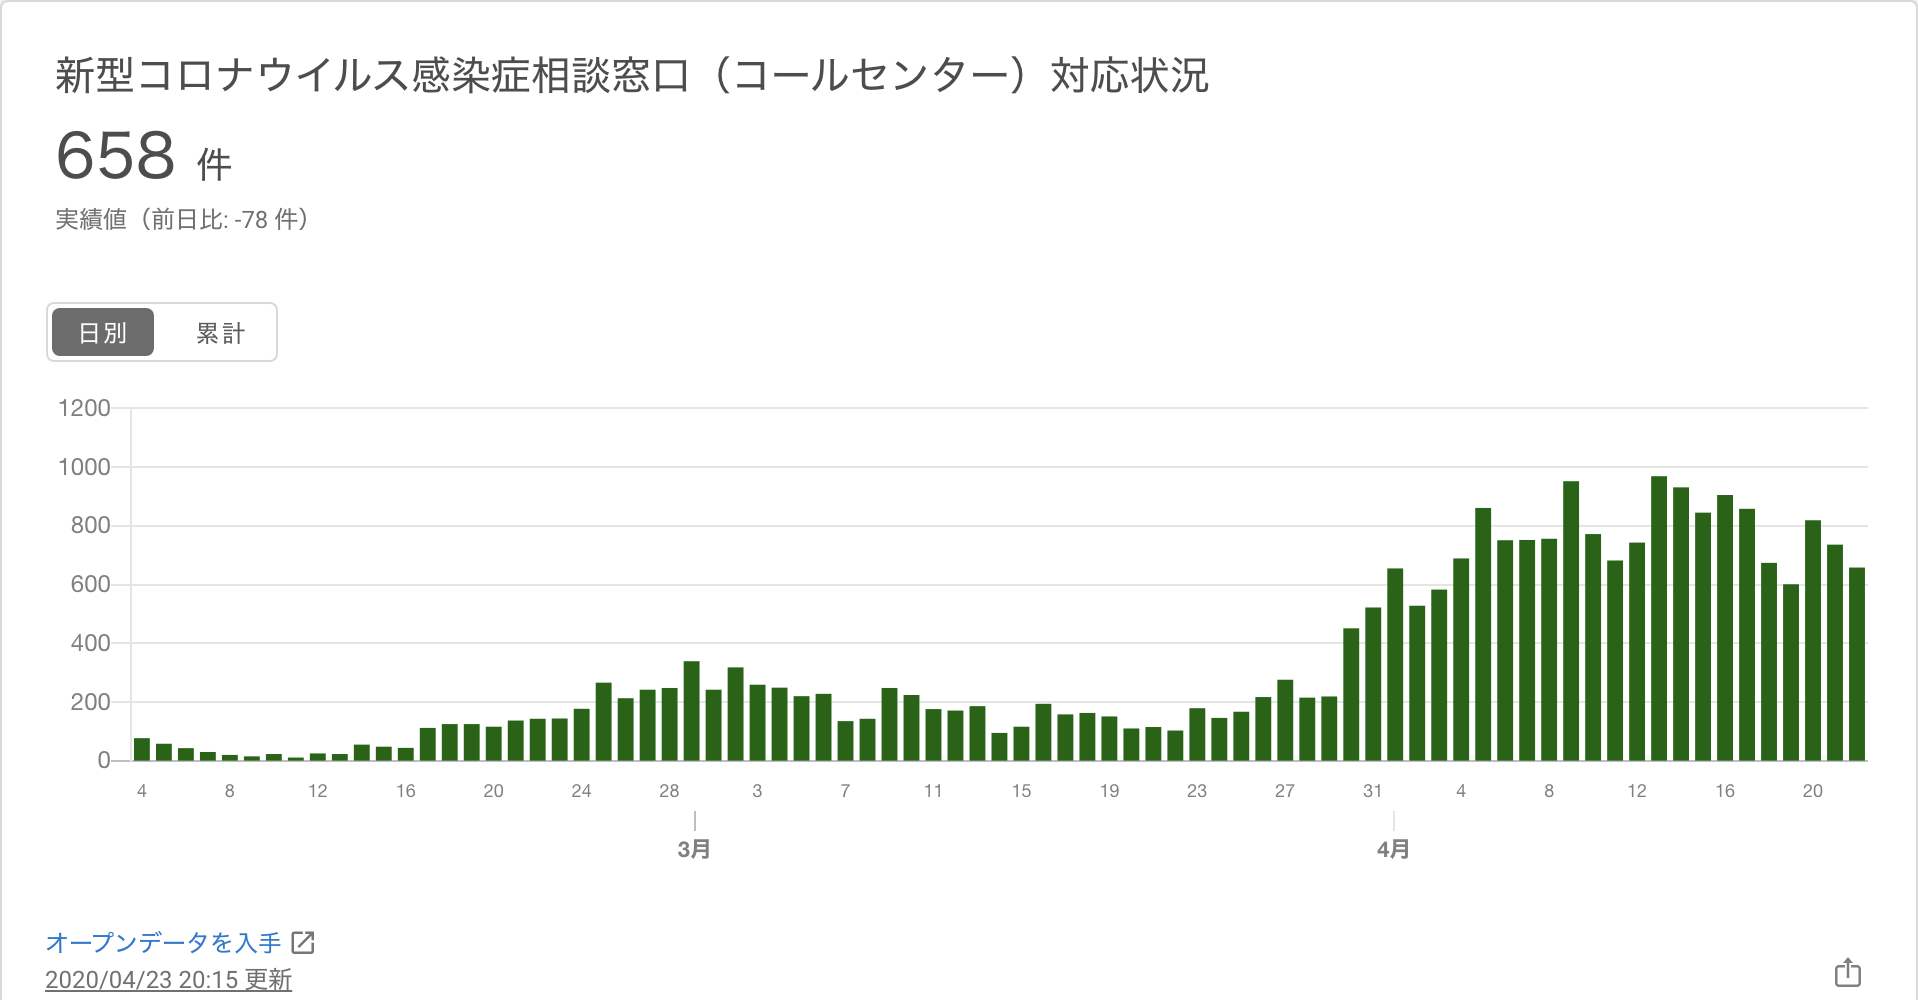 新型コロナウイルス感染症相談窓口（コールセンター）対応状況
658 件
実績値（前日比: -78 件）
日別 累計
1200
1000
800
600
400
200
0
4 8 12 16 20 24 28 3 7 11 15 19 23 27 31 4 8 12 16 20
3月 4月
オープンデータを入手
2020/04/23 20:15 更新